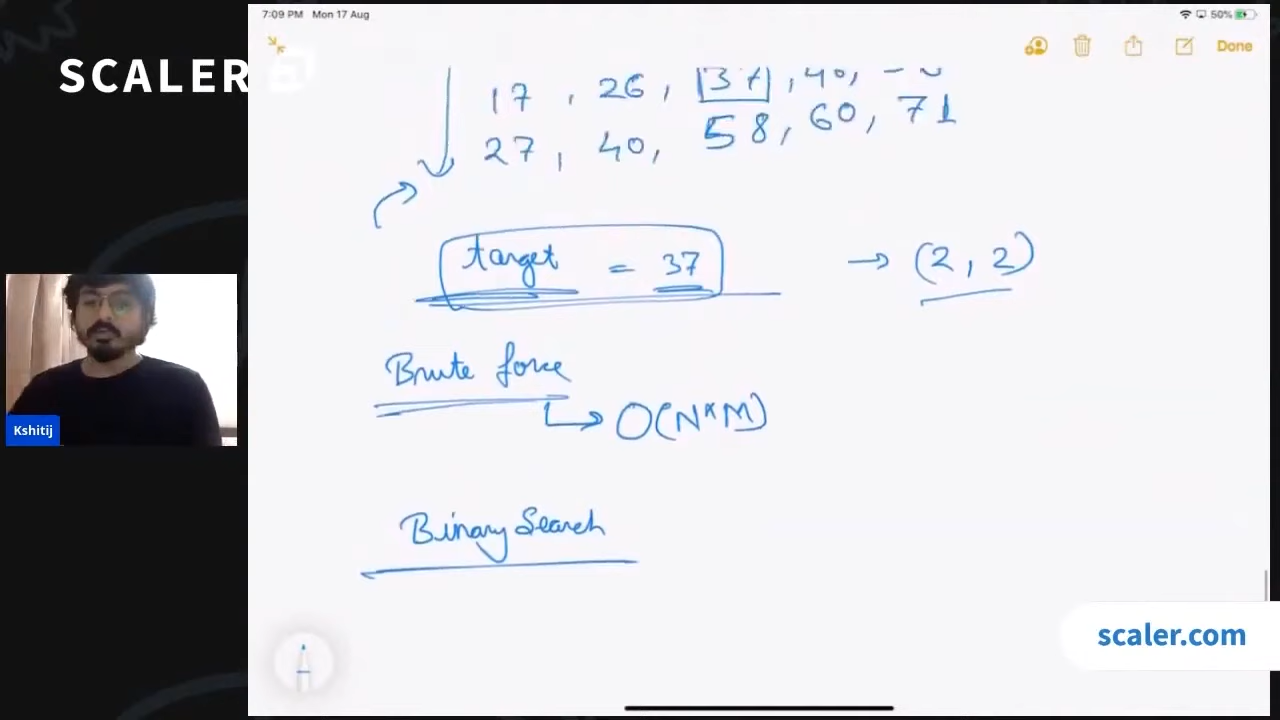 7:09 PM Mon 17 Aug
50%
Done
SCALER
17 , 26 , 37 , 40,
27 , 40, 58, 60, 71
target = 37 → (2, 2)
Brute force
↳ O(N*M)
Kshitij
Binary Search
scaler.com